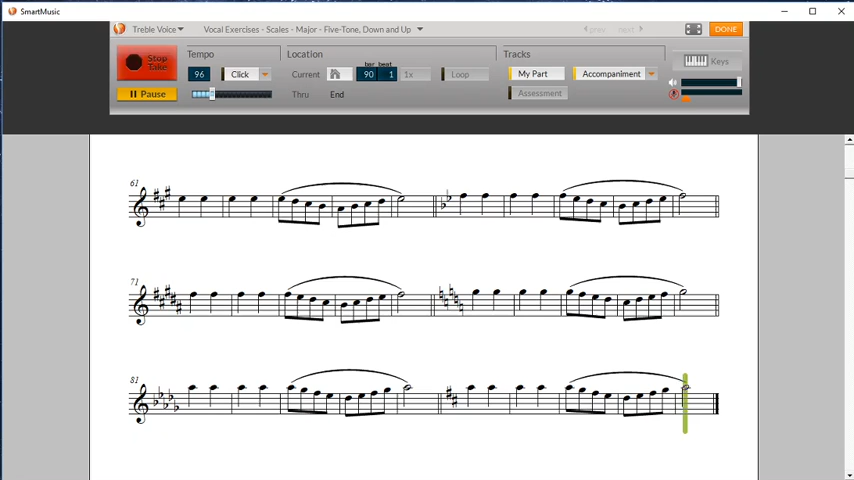 SmartMusic
Treble Voice Vocal Exercises - Scales - Major - Five-Tone, Down and Up prev next DONE
Stop Take
Pause
Tempo
96 Click
Location
bar beat
Current 90 1 1x Loop
Thru End
Tracks
My Part Accompaniment
Assessment
Keys
61
71
81